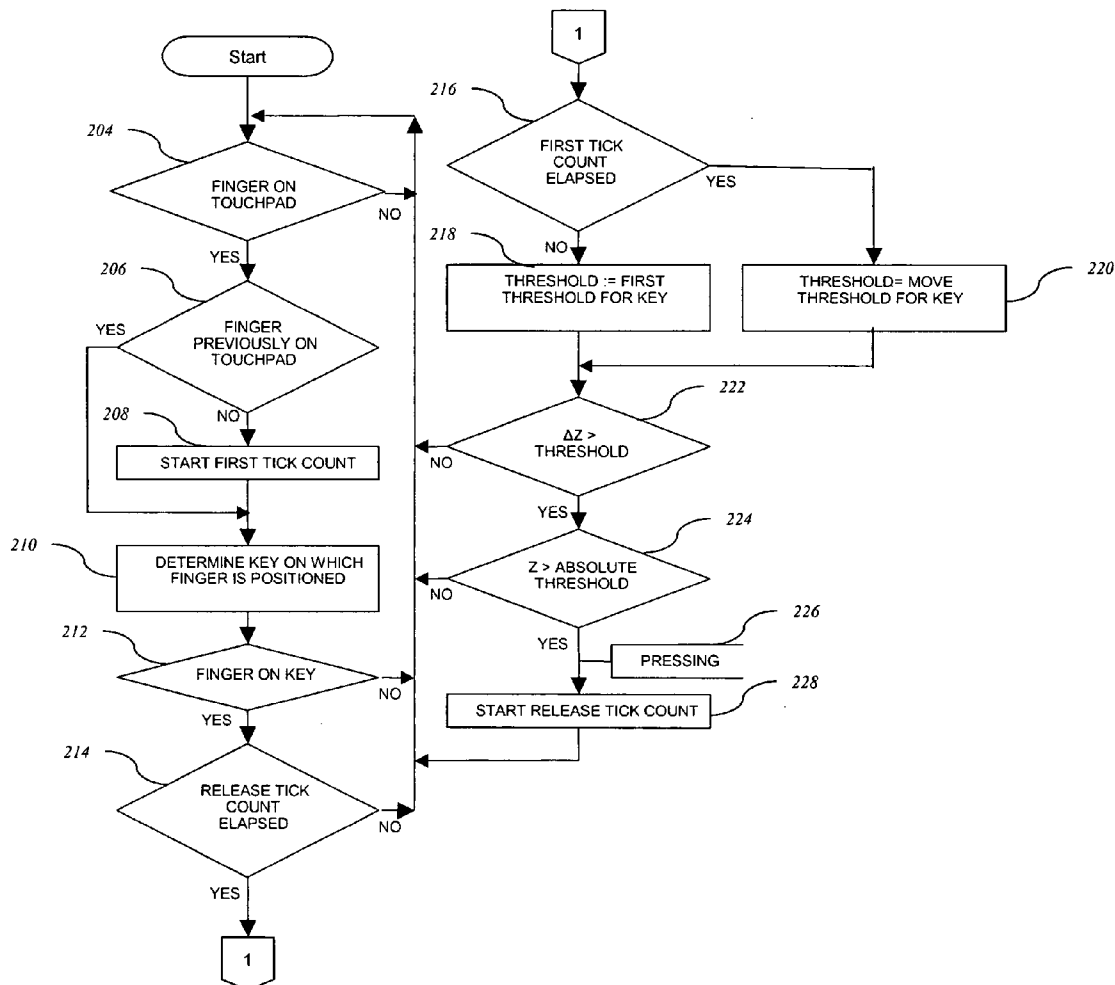 Start
204
FINGER ON
TOUCHPAD
NO
YES
206
YES
FINGER
PREVIOUSLY ON
TOUCHPAD
NO
208
START FIRST TICK COUNT
210
DETERMINE KEY ON WHICH
FINGER IS POSITIONED
212
FINGER ON KEY
NO
YES
214
RELEASE TICK
COUNT
ELAPSED
NO
YES
1
1
216
FIRST TICK
COUNT
ELAPSED
YES
NO
218
THRESHOLD := FIRST
THRESHOLD FOR KEY
THRESHOLD= MOVE
THRESHOLD FOR KEY
220
222
ΔZ >
THRESHOLD
NO
YES
224
Z > ABSOLUTE
THRESHOLD
NO
YES
226
PRESSING
228
START RELEASE TICK COUNT